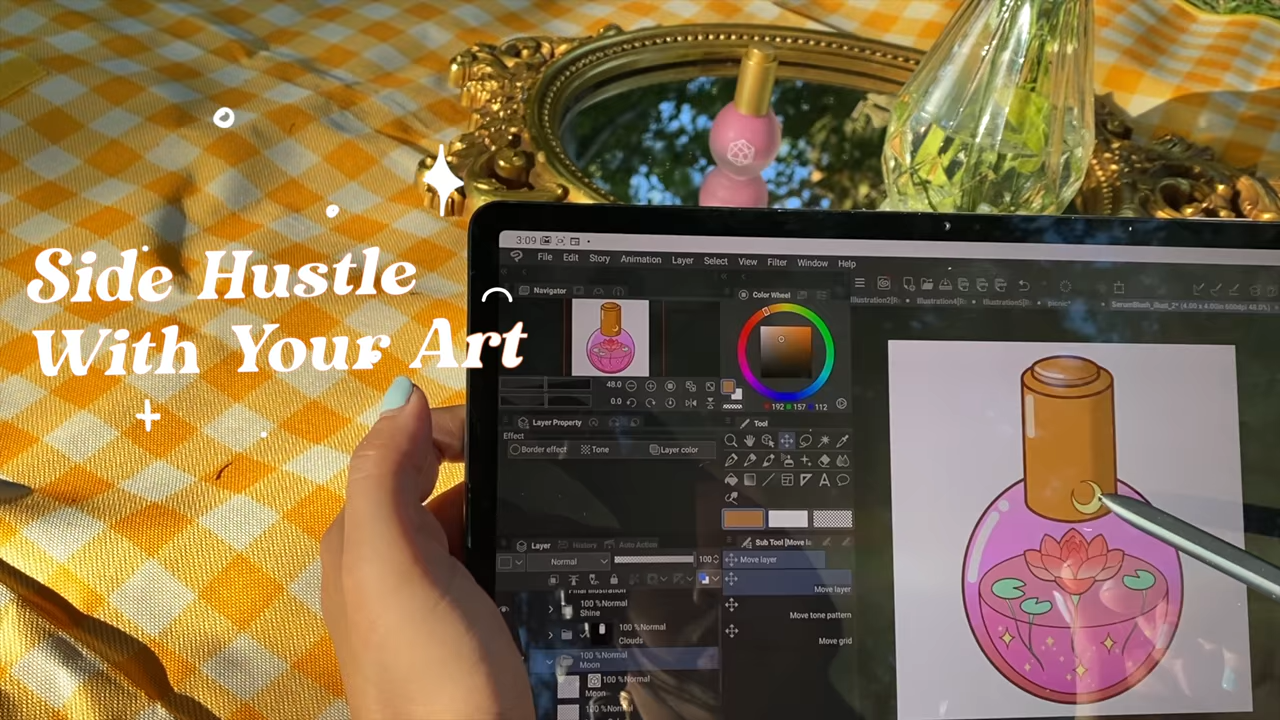 Side Hustle
With Your Art
3:09
File Edit Story Animation Layer Select View Filter Window Help
Navigator
Color Wheel
48.0
0.0
192 157 112
Layer Property
Tool
Effect
Border effect Tone Layer color
Layer History Auto Action
Normal 100
Sub Tool
Move layer
Move layer
Move tone pattern
Move grid
100 %Normal
Shine
100 %Normal
Clouds
100 %Normal
Moon
100 %Normal
Moon
100 %Normal